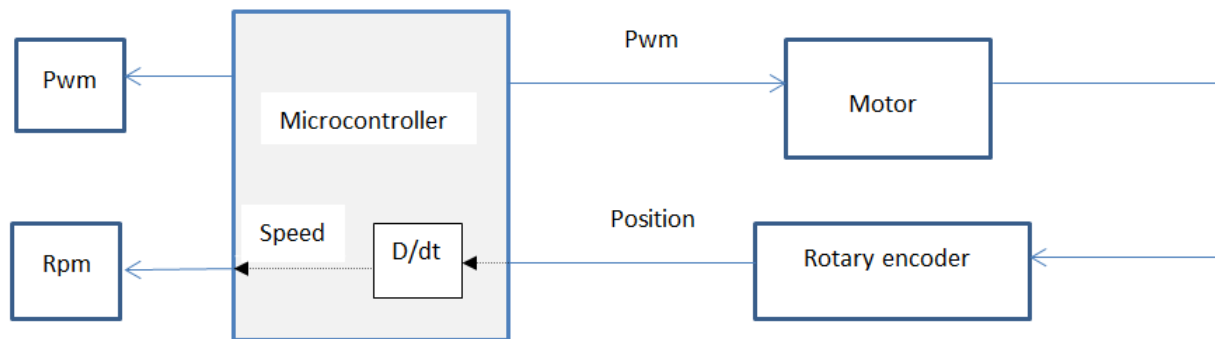 Pwm
Pwm
Motor
Microcontroller
Speed
D/dt
Position
Rpm
Rotary encoder